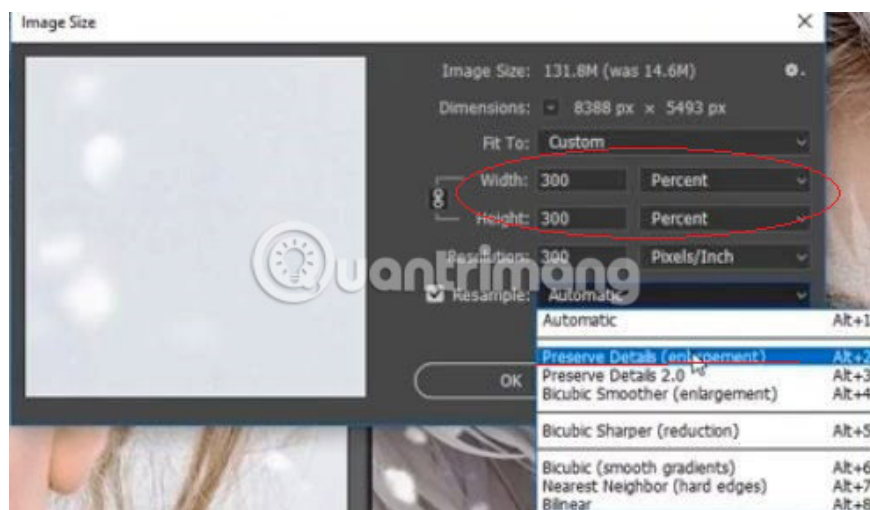 Image Size
Image Size: 131.8M (was 14.6M)
Dimensions: 8388 px × 5493 px
Fit To: Custom
Width: 300 Percent
Height: 300 Percent
Resolution: 300 Pixels/Inch
Quantrimang
Resample: Automatic
Automatic Alt+1
Preserve Details (enlargement) Alt+2
OK
Preserve Details 2.0 Alt+3
Bicubic Smoother (enlargement) Alt+4
Bicubic Sharper (reduction) Alt+5
Bicubic (smooth gradients) Alt+6
Nearest Neighbor (hard edges) Alt+7
Bilinear Alt+8